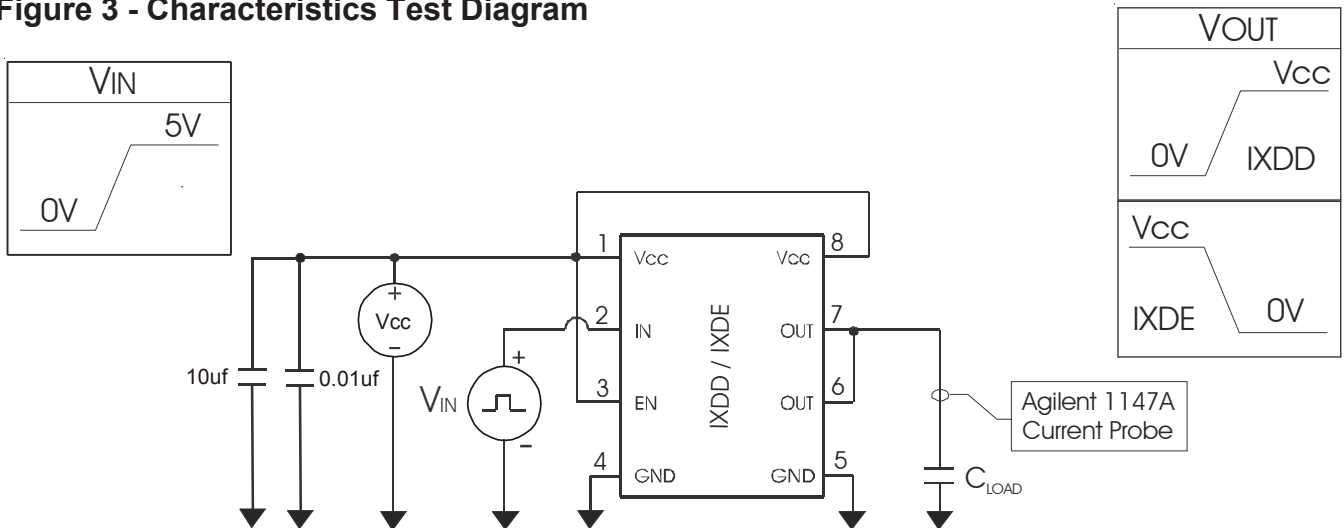 Figure 3 - Characteristics Test Diagram
VIN
5V
0V
VOUT
Vcc
0V
IXDD
Vcc
IXDE
0V
10uf
0.01uf
+
Vcc
-
VIN
+
-
1
Vcc
2
IN
3
EN
4
GND
IXDD / IXDE
8
Vcc
7
OUT
6
OUT
5
GND
Agilent 1147A
Current Probe
CLOAD